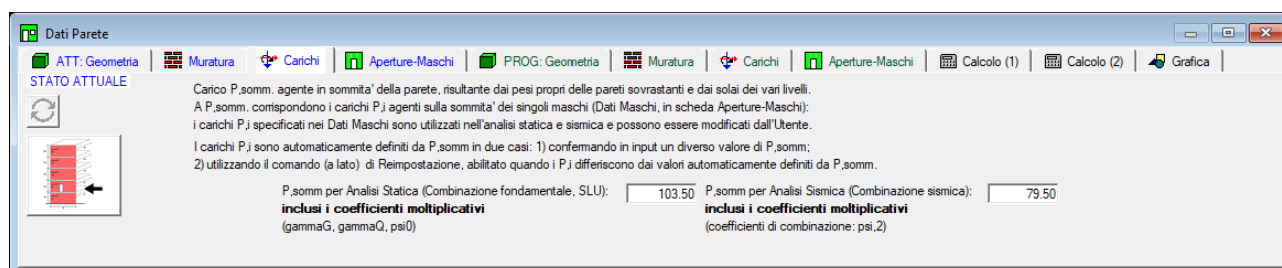 Dati Parete
ATT: Geometria Muratura Carichi Aperture-Maschi PROG: Geometria Muratura Carichi Aperture-Maschi Calcolo (1) Calcolo (2) Grafica
STATO ATTUALE
Carico P,somm. agente in sommita' della parete, risultante dai pesi propri delle pareti sovrastanti e dai solai dei vari livelli.
A P,somm. corrispondono i carichi P,i agenti sulla sommita' dei singoli maschi (Dati Maschi, in scheda Aperture-Maschi):
i carichi P,i specificati nei Dati Maschi sono utilizzati nell'analisi statica e sismica e possono essere modificati dall'Utente.
I carichi P,i sono automaticamente definiti da P,somm in due casi: 1) confermando in input un diverso valore di P,somm;
2) utilizzando il comando (a lato) di Reimpostazione, abilitato quando i P,i differiscono dai valori automaticamente definiti da P,somm.
P,somm per Analisi Statica (Combinazione fondamentale, SLU): 103.50 P,somm per Analisi Sismica (Combinazione sismica): 79.50
inclusi i coefficienti moltiplicativi inclusi i coefficienti moltiplicativi
(gammaG, gammaQ, psi0) (coefficienti di combinazione: psi,2)